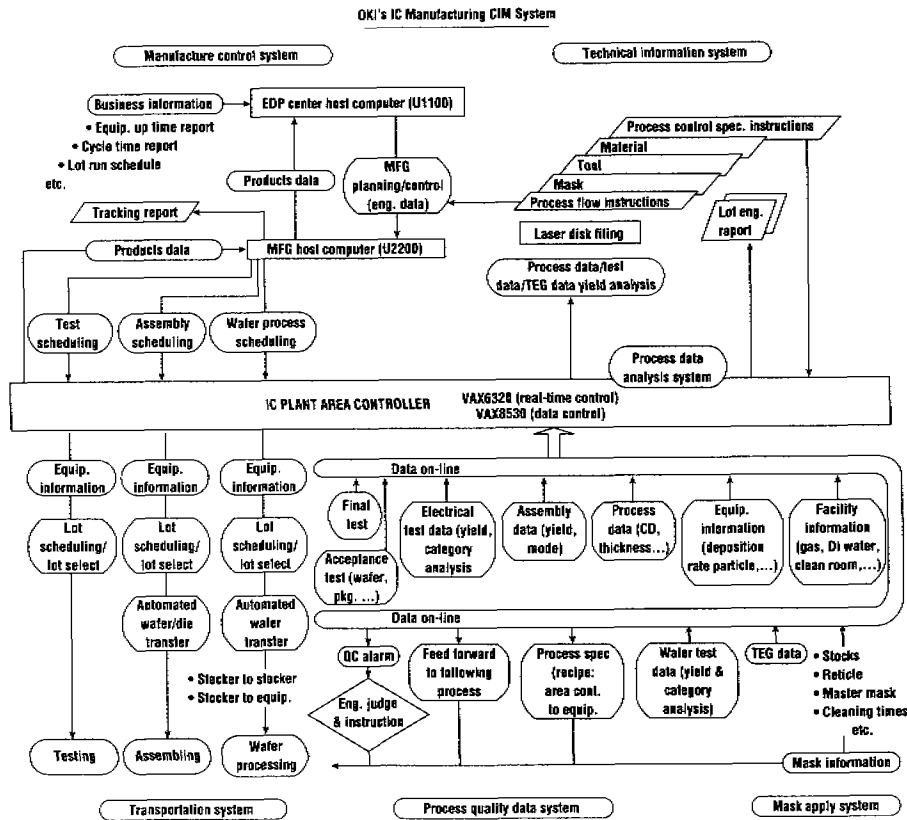 OKI's IC Manufacturing CIM System
Manufacture control system
Technical information system
Business information
EDP center host computer (U1100)
• Equip. up time report
• Cycle time report
• Lot run schedule
etc.
Process control spec. instructions
Material
Tool
Mask
Process flow instructions
Products data
MFG
planning/control
(eng. data)
Tracking report
Lot eng.
report
Laser disk filing
Products data
MFG host computer (U2200)
Process data/test
data/TEG data yield analysis
Test
scheduling
Assembly
scheduling
Wafer process
scheduling
Process data
analysis system
IC PLANT AREA CONTROLLER
VAX6320 (real-time control)
VAX8530 (data control)
Equip.
information
Equip.
information
Equip.
information
Data on-line
Final
test
Electrical
test data (yield,
category
analysis
Assembly
data (yield,
mode)
Process
data (CD,
thickness...)
Equip.
information
(deposition
rate particle,...)
Facility
information
(gas, DI water,
clean room,...)
Lot
scheduling/
lot select
Lot
scheduling/
lot select
Lot
scheduling/
lot select
Acceptance
test (wafer,
pkg. ...)
Automated
wafer/die
transfer
Automated
wafer
transfer
Data on-line
QC alarm
Feed forward
to following
process
Process spec
(recipe:
area cont.
to equip.
Wafer test
data (yield &
category
analysis)
TEG data
• Stocks
• Reticle
• Master mask
• Cleaning times
etc.
• Stocker to stocker
• Stocker to equip.
Eng. judge
& instruction
Testing
Assembling
Wafer
processing
Mask information
Transportation system
Process quality data system
Mask apply system